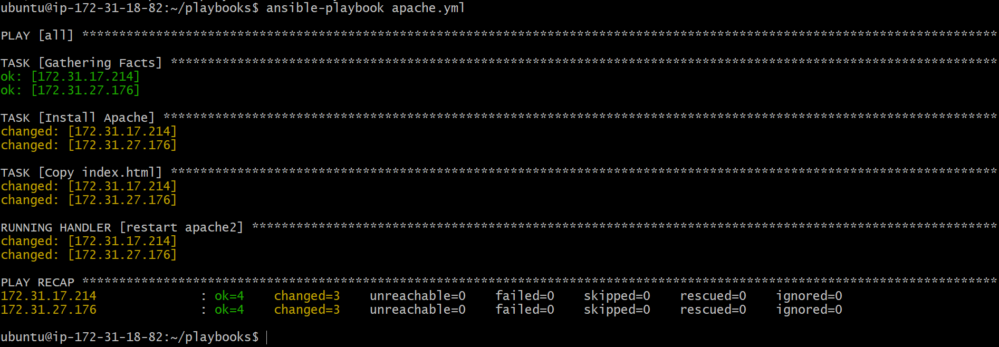 ubuntu@ip-172-31-18-82:~/playbooks$ ansible-playbook apache.yml
PLAY [all] ****************************************************************************************************************************
TASK [Gathering Facts] ****************************************************************************************************************
ok: [172.31.17.214]
ok: [172.31.27.176]
TASK [Install Apache] *****************************************************************************************************************
changed: [172.31.17.214]
changed: [172.31.27.176]
TASK [Copy index.html] ****************************************************************************************************************
changed: [172.31.17.214]
changed: [172.31.27.176]
RUNNING HANDLER [restart apache2] *****************************************************************************************************
changed: [172.31.17.214]
changed: [172.31.27.176]
PLAY RECAP ****************************************************************************************************************************
172.31.17.214              : ok=4    changed=3    unreachable=0    failed=0    skipped=0    rescued=0    ignored=0
172.31.27.176              : ok=4    changed=3    unreachable=0    failed=0    skipped=0    rescued=0    ignored=0
ubuntu@ip-172-31-18-82:~/playbooks$